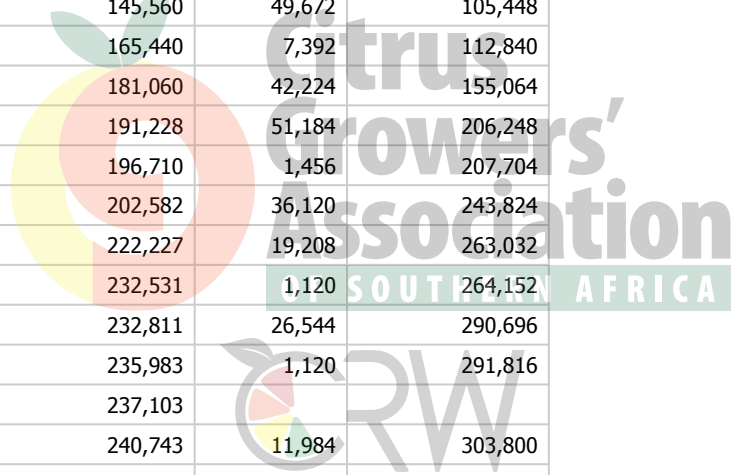 145,560 49,672 105,448
165,440 7,392 112,840
181,060 42,224 155,064
191,228 51,184 206,248
196,710 1,456 207,704
202,582 36,120 243,824
222,227 19,208 263,032
232,531 1,120 264,152
232,811 26,544 290,696
235,983 1,120 291,816
237,103
240,743 11,984 303,800
Citrus
Growers'
Association
OF SOUTHERN AFRICA
CRW